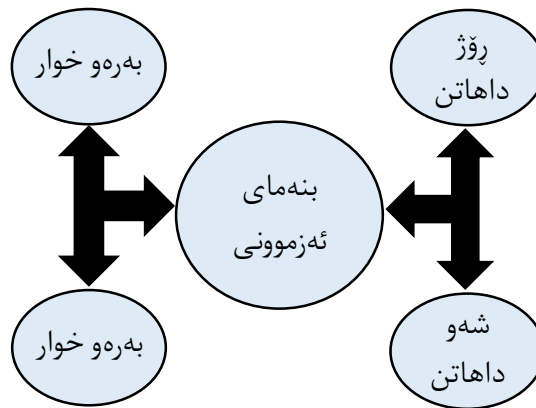 ڕۆژ
داهاتن
بەرەو خوار
بنەمای
ئەزموونی
شەو
داهاتن
بەرەو خوار